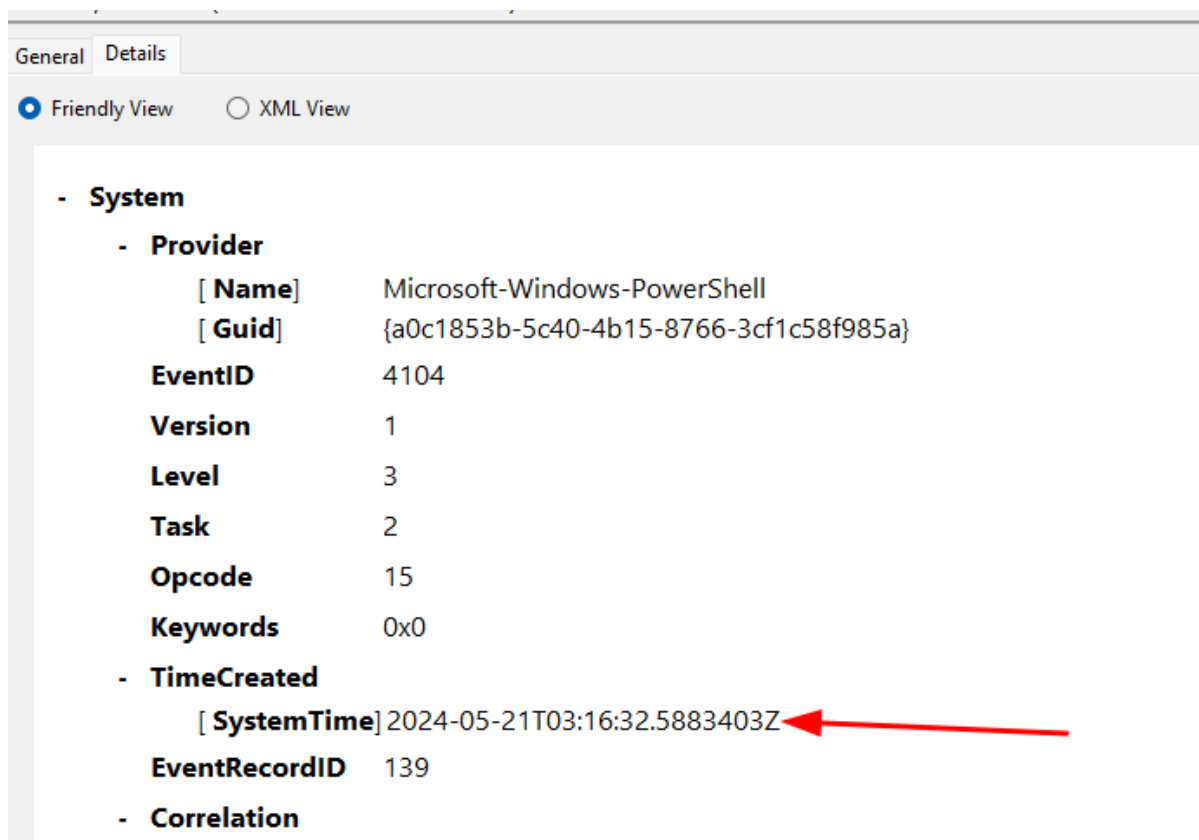 General Details
Friendly View XML View
- System
- Provider
[ Name] Microsoft-Windows-PowerShell
[ Guid] {a0c1853b-5c40-4b15-8766-3cf1c58f985a}
EventID 4104
Version 1
Level 3
Task 2
Opcode 15
Keywords 0x0
- TimeCreated
[ SystemTime] 2024-05-21T03:16:32.5883403Z
EventRecordID 139
- Correlation